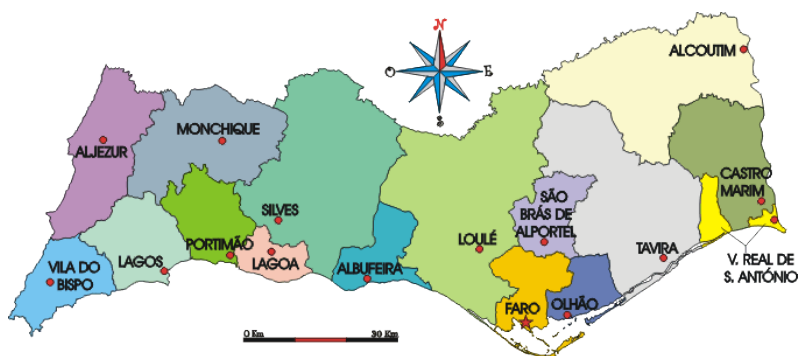 N
O
E
S
ALCOUTIM
MONCHIQUE
ALJEZUR
CASTRO
MARIM
SÃO
BRÁS DE
ALPORTEL
SILVES
PORTIMÃO
LOULÉ
TAVIRA
LAGOA
LAGOS
VILA DO
BISPO
ALBUFEIRA
V. REAL DE
S. ANTÓNIO
FARO
OLHÃO
0 Km
30 Km